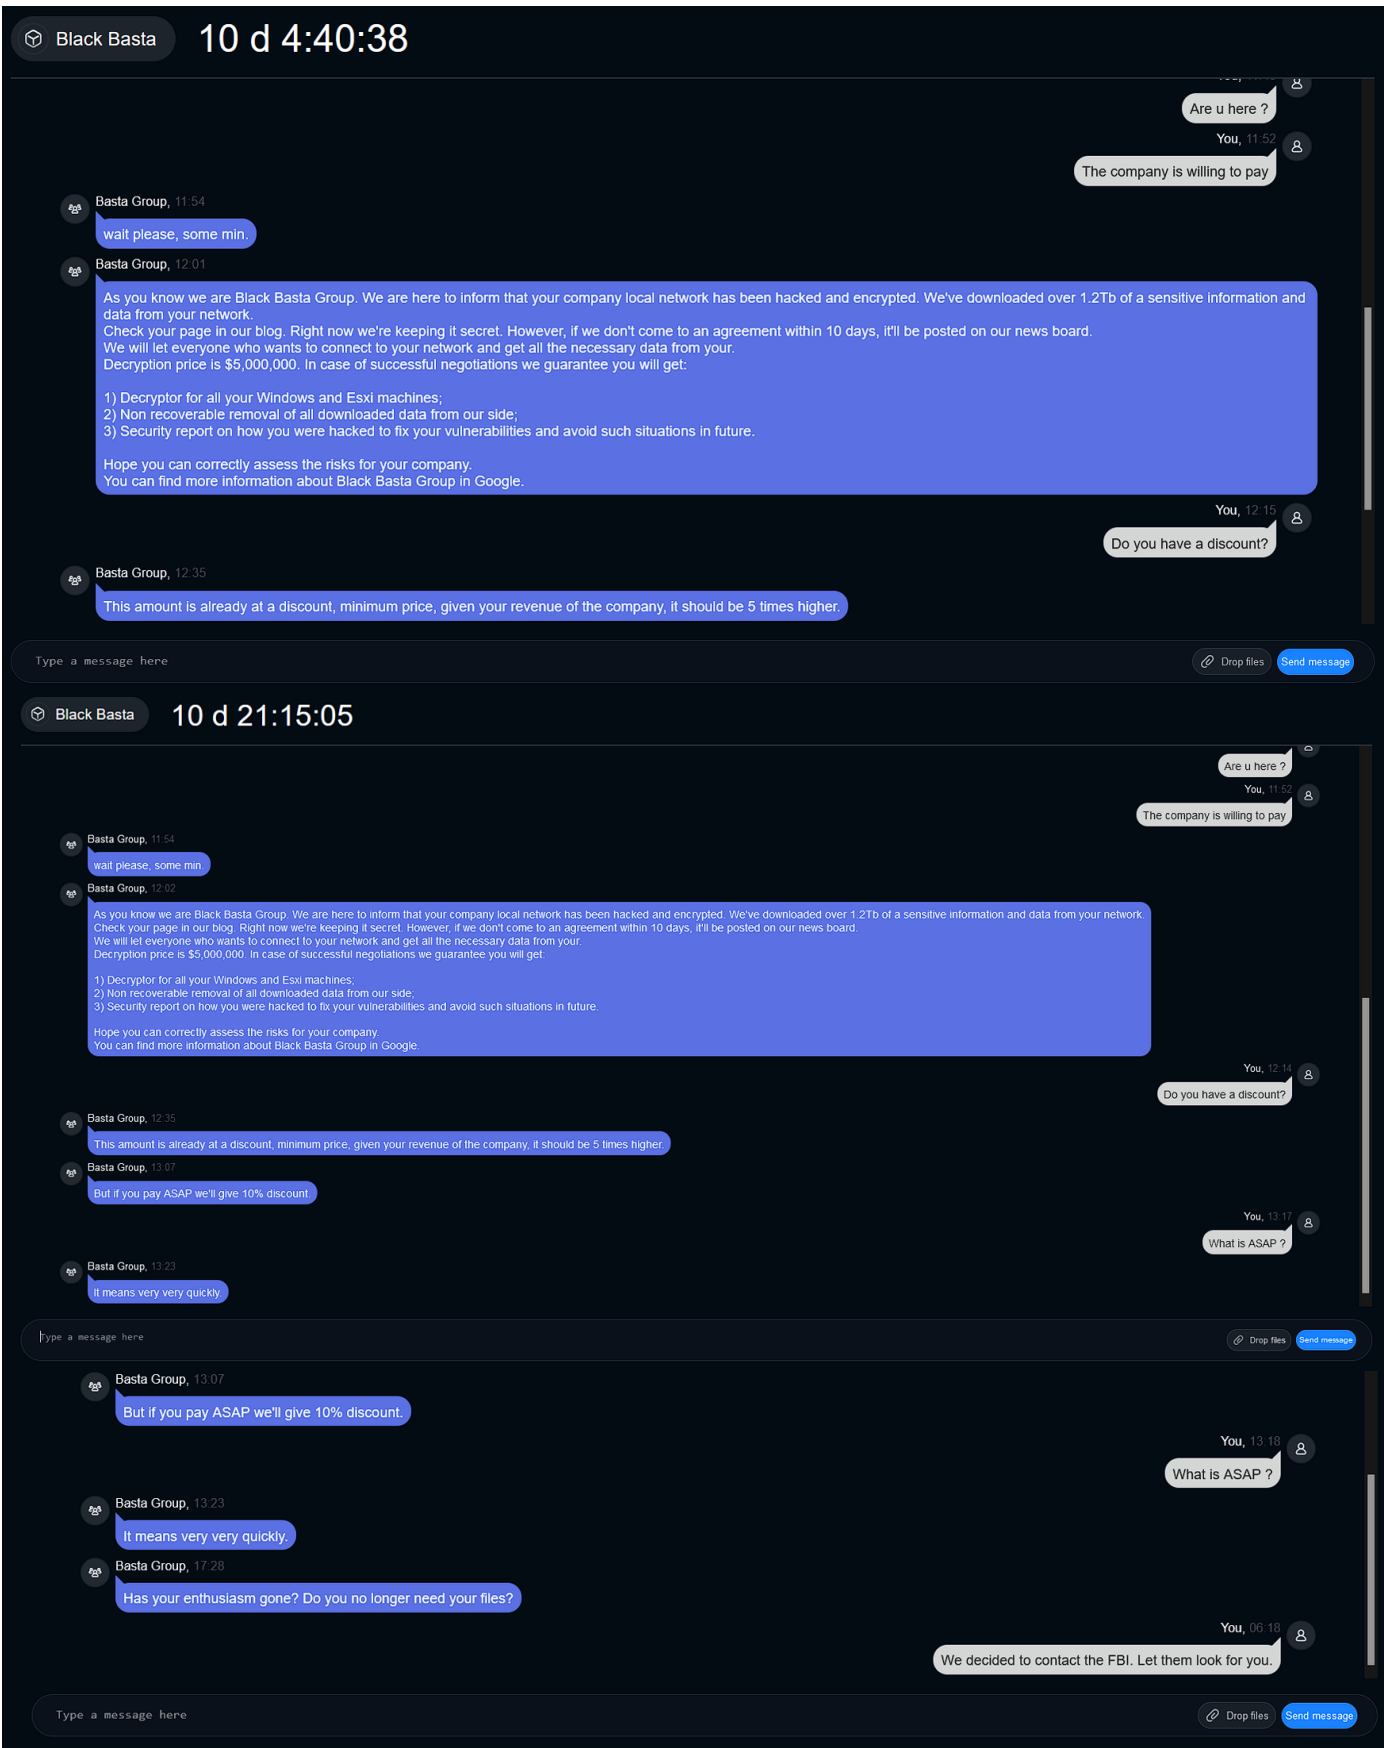 Black Basta 10 d 4:40:38
Are u here ?
You, 11:52
The company is willing to pay
Basta Group, 11:54
wait please, some min.
Basta Group, 12:01
As you know we are Black Basta Group. We are here to inform that your company local network has been hacked and encrypted. We've downloaded over 1.2Tb of a sensitive information and
data from your network.
Check your page in our blog. Right now we're keeping it secret. However, if we don't come to an agreement within 10 days, it'll be posted on our news board.
We will let everyone who wants to connect to your network and get all the necessary data from your.
Decryption price is $5,000,000. In case of successful negotiations we guarantee you will get:
1) Decryptor for all your Windows and Esxi machines;
2) Non recoverable removal of all downloaded data from our side;
3) Security report on how you were hacked to fix your vulnerabilities and avoid such situations in future.
Hope you can correctly assess the risks for your company.
You can find more information about Black Basta Group in Google.
You, 12:15
Do you have a discount?
Basta Group, 12:35
This amount is already at a discount, minimum price, given your revenue of the company, it should be 5 times higher.
Type a message here
Drop files
Send message
Black Basta 10 d 21:15:05
Are u here ?
You, 11:52
The company is willing to pay
Basta Group, 11:54
wait please, some min.
Basta Group, 12:02
As you know we are Black Basta Group. We are here to inform that your company local network has been hacked and encrypted. We've downloaded over 1.2Tb of a sensitive information and data from your network.
Check your page in our blog. Right now we're keeping it secret. However, if we don't come to an agreement within 10 days, it'll be posted on our news board.
We will let everyone who wants to connect to your network and get all the necessary data from your.
Decryption price is $5,000,000. In case of successful negotiations we guarantee you will get:
1) Decryptor for all your Windows and Esxi machines;
2) Non recoverable removal of all downloaded data from our side;
3) Security report on how you were hacked to fix your vulnerabilities and avoid such situations in future.
Hope you can correctly assess the risks for your company.
You can find more information about Black Basta Group in Google.
You, 12:14
Do you have a discount?
Basta Group, 12:35
This amount is already at a discount, minimum price, given your revenue of the company, it should be 5 times higher.
Basta Group, 13:07
But if you pay ASAP we'll give 10% discount.
You, 13:17
What is ASAP ?
Basta Group, 13:23
It means very very quickly.
Type a message here
Drop files
Send message
Basta Group, 13:07
But if you pay ASAP we'll give 10% discount.
You, 13:18
What is ASAP ?
Basta Group, 13:23
It means very very quickly.
Basta Group, 17:28
Has your enthusiasm gone? Do you no longer need your files?
You, 06:18
We decided to contact the FBI. Let them look for you.
Type a message here
Drop files
Send message